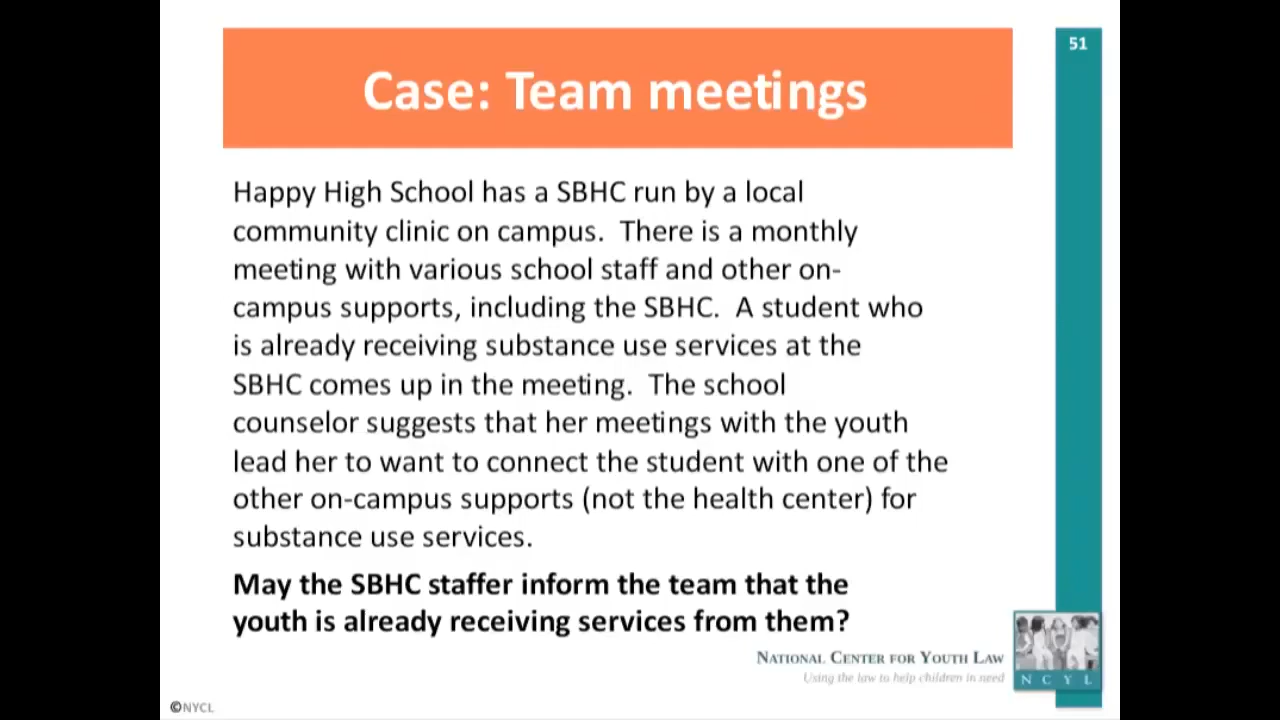 51
Case: Team meetings
Happy High School has a SBHC run by a local
community clinic on campus.  There is a monthly
meeting with various school staff and other on-
campus supports, including the SBHC.  A student who
is already receiving substance use services at the
SBHC comes up in the meeting.  The school
counselor suggests that her meetings with the youth
lead her to want to connect the student with one of the
other on-campus supports (not the health center) for
substance use services.
May the SBHC staffer inform the team that the
youth is already receiving services from them?
NATIONAL CENTER FOR YOUTH LAW
Using the law to help children in need
N C Y L
©NYCL